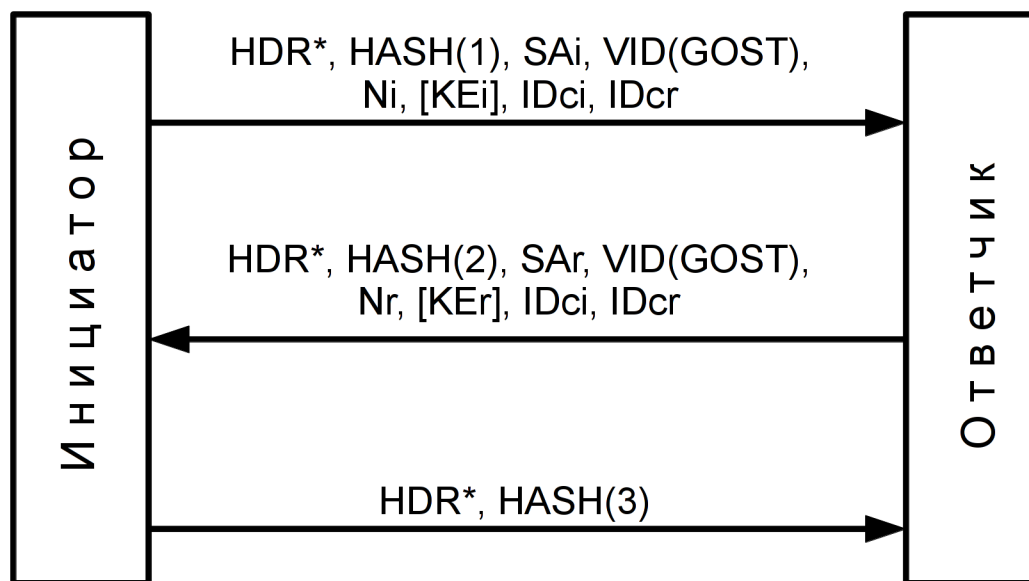 Инициатор
HDR*, HASH(1), SAi, VID(GOST),
Ni, [KEi], IDci, IDcr
HDR*, HASH(2), SAr, VID(GOST),
Nr, [KEr], IDci, IDcr
HDR*, HASH(3)
Ответчик